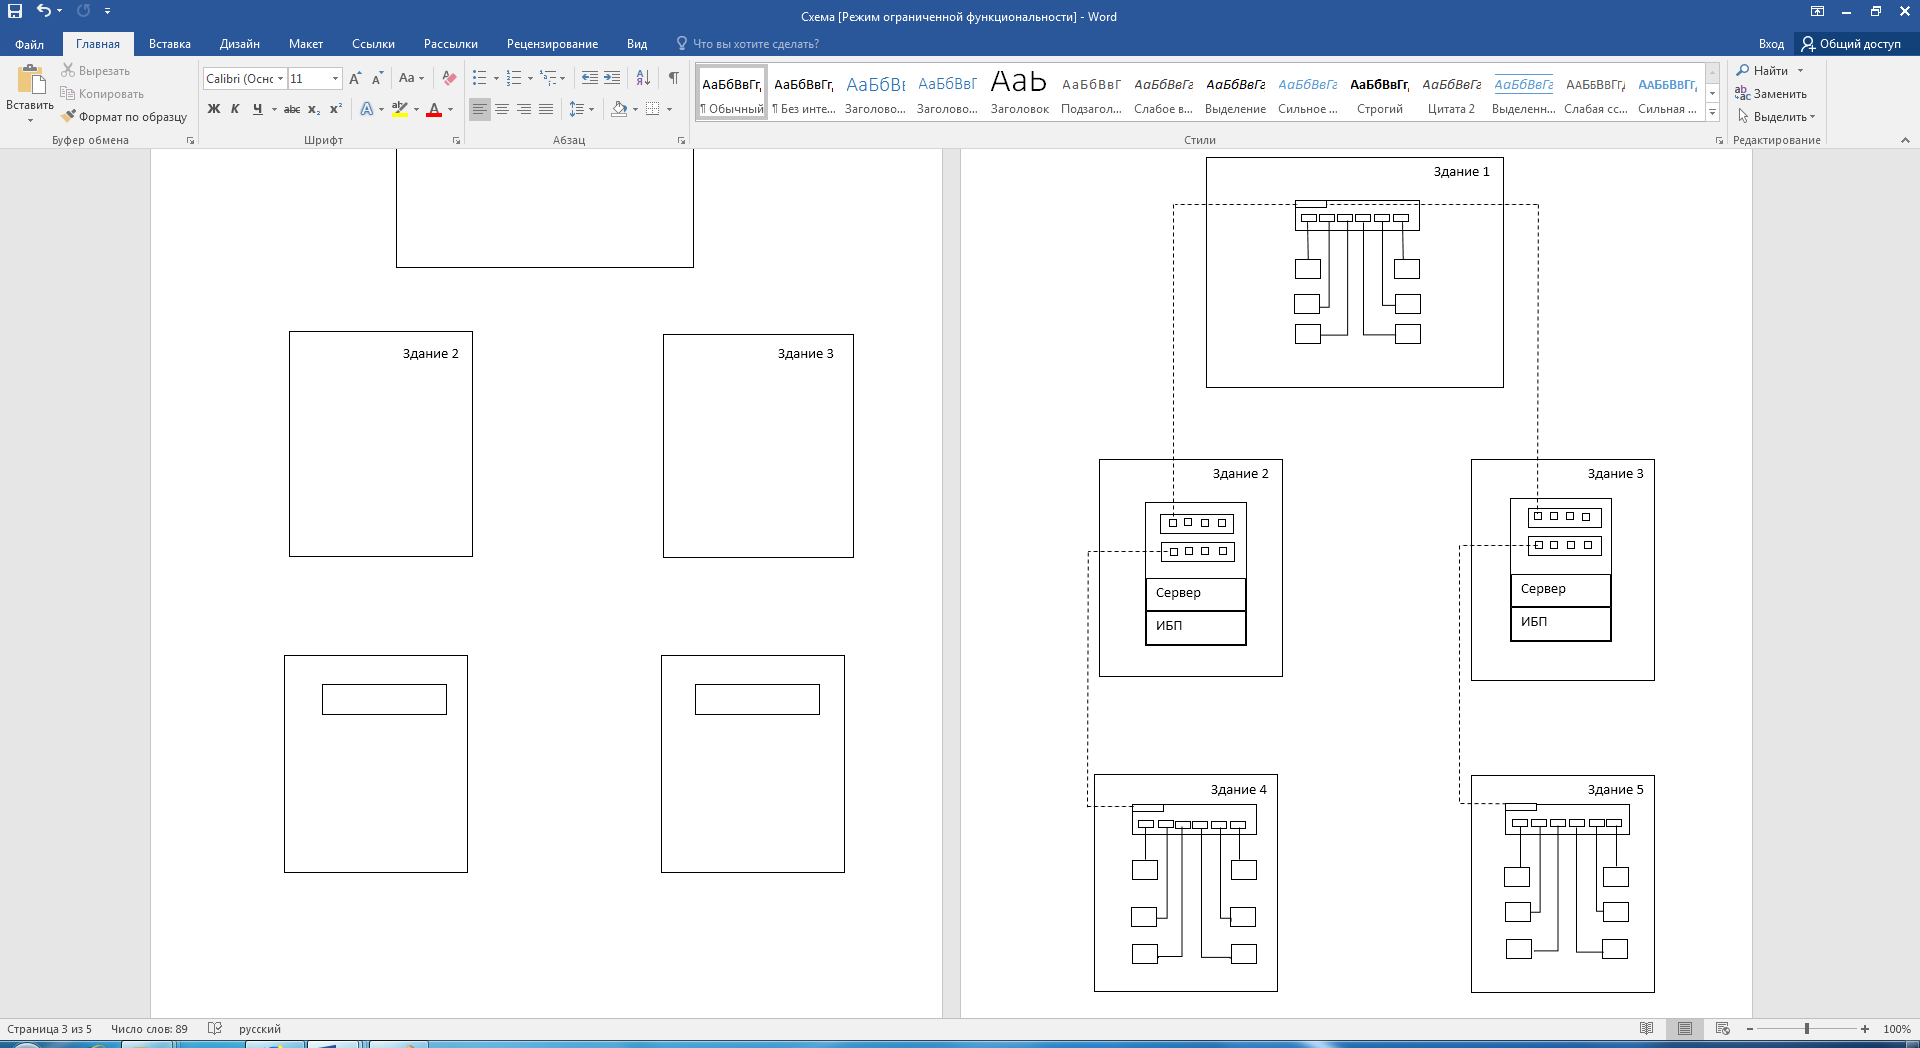 Схема [Режим ограниченной функциональности] - Word
Файл Главная Вставка Дизайн Макет Ссылки Рассылки Рецензирование Вид Что вы хотите сделать? Вход Общий доступ
Вставить
Вырезать
Копировать
Формат по образцу
Буфер обмена
Calibri (Оснс 11
Aa
Ж К Ч abc x₂ x²
Шрифт
Абзац
АаБбВвГг, АаБбВвГг, АаБбВв АаБбВвГ АаЬ АаБбВвГ АаБбВвГг АаБбВвГг АаБбВвГг АаБбВвГг, АаБбВвГг АаБбВвГг ААББВВГГ, ААББВВГГ,
¶ Обычный ¶ Без инте... Заголово... Заголово... Заголовок Подзагол... Слабое в... Выделение Сильное ... Строгий Цитата 2 Выделенн... Слабая сс... Сильная ...
Стили
Найти
Заменить
Выделить
Редактирование
Здание 2
Здание 3
Здание 1
Здание 2
Сервер
ИБП
Здание 3
Сервер
ИБП
Здание 4
Здание 5
Страница 3 из 5 Число слов: 89 русский 100%